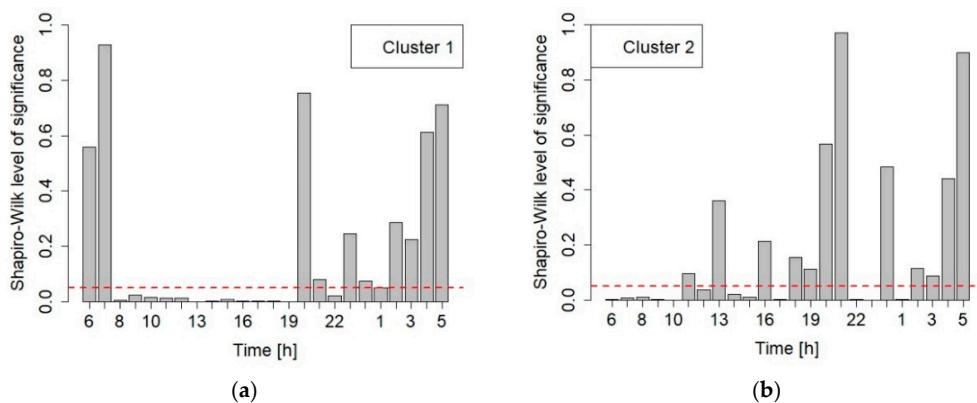 Shapiro-Wilk level of significance
1.0
0.8
0.6
0.4
0.2
0.0
Cluster 1
6 8 10 13 16 19 22 1 3 5
Time [h]
(a)
Shapiro-Wilk level of significance
1.0
0.8
0.6
0.4
0.2
0.0
Cluster 2
6 8 10 13 16 19 22 1 3 5
Time [h]
(b)